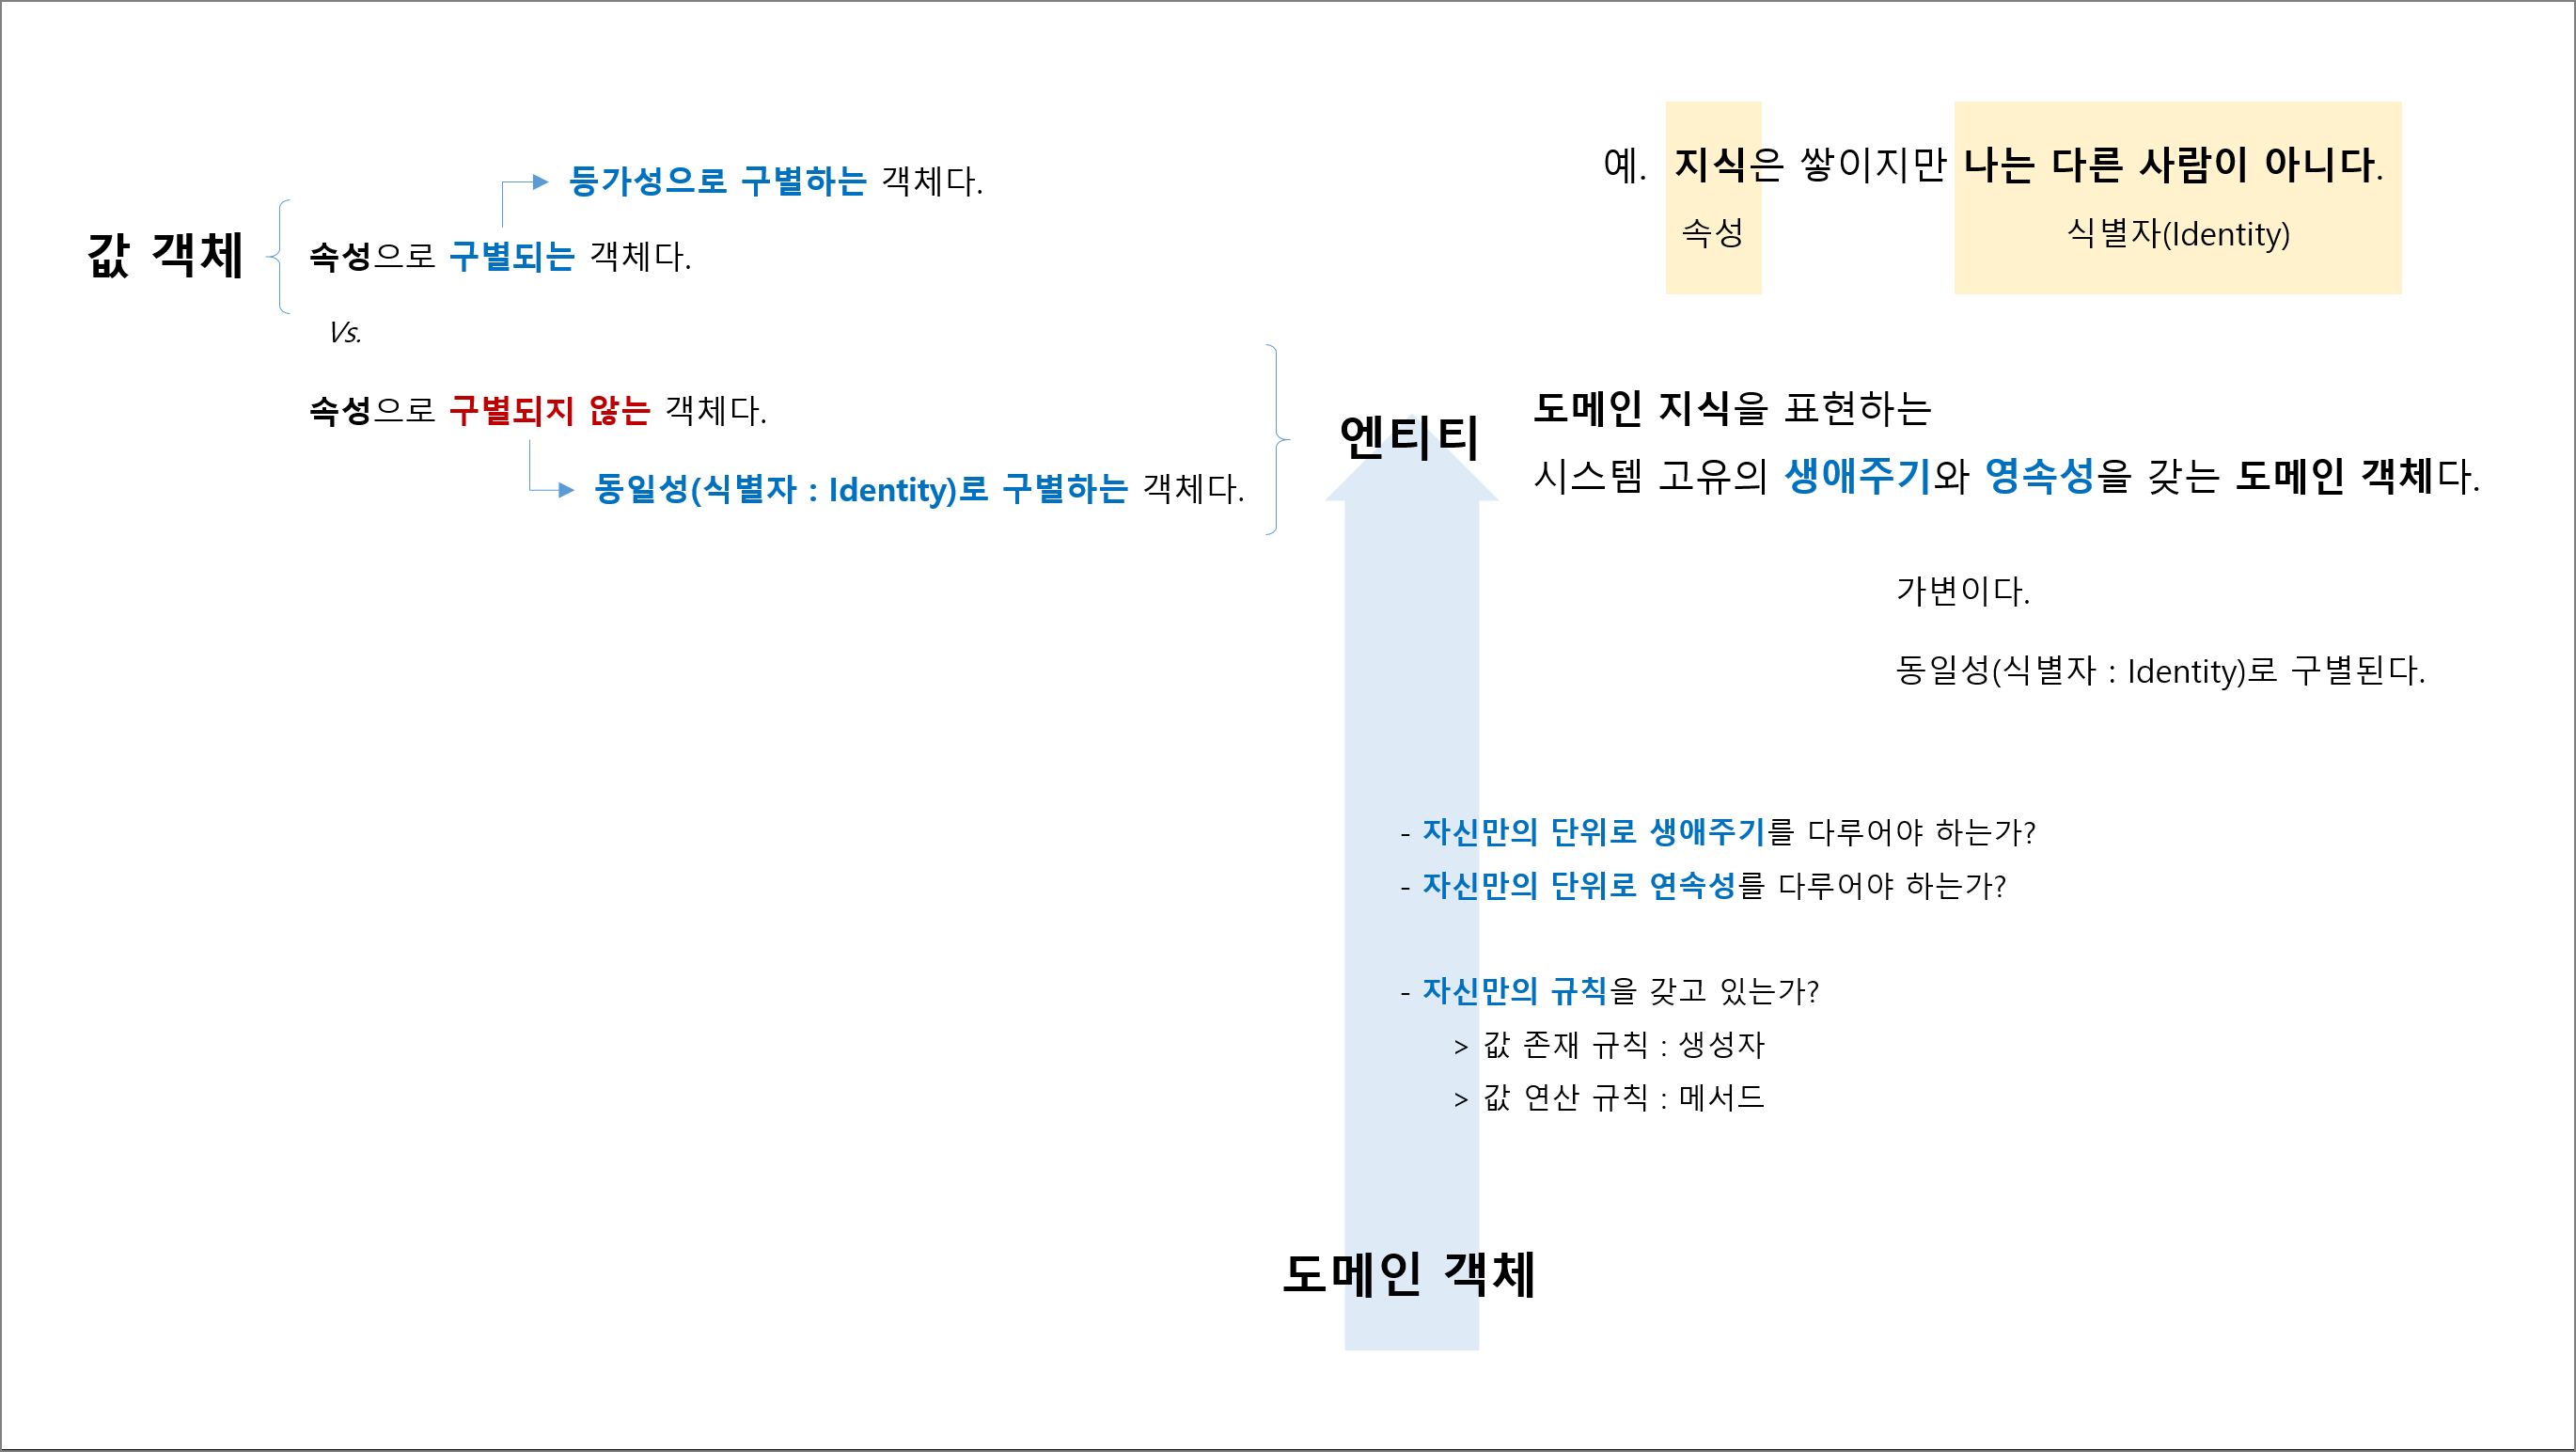 등가성으로 구별하는 객체다.
값 객체
속성으로 구별되는 객체다.
Vs.
속성으로 구별되지 않는 객체다.
동일성(식별자 : Identity)로 구별하는 객체다.
예. 지식은 쌓이지만 나는 다른 사람이 아니다.
속성
식별자(Identity)
엔티티
도메인 지식을 표현하는
시스템 고유의 생애주기와 영속성을 갖는 도메인 객체다.
가변이다.
동일성(식별자 : Identity)로 구별된다.
- 자신만의 단위로 생애주기를 다루어야 하는가?
- 자신만의 단위로 연속성를 다루어야 하는가?
- 자신만의 규칙을 갖고 있는가?
> 값 존재 규칙 : 생성자
> 값 연산 규칙 : 메서드
도메인 객체